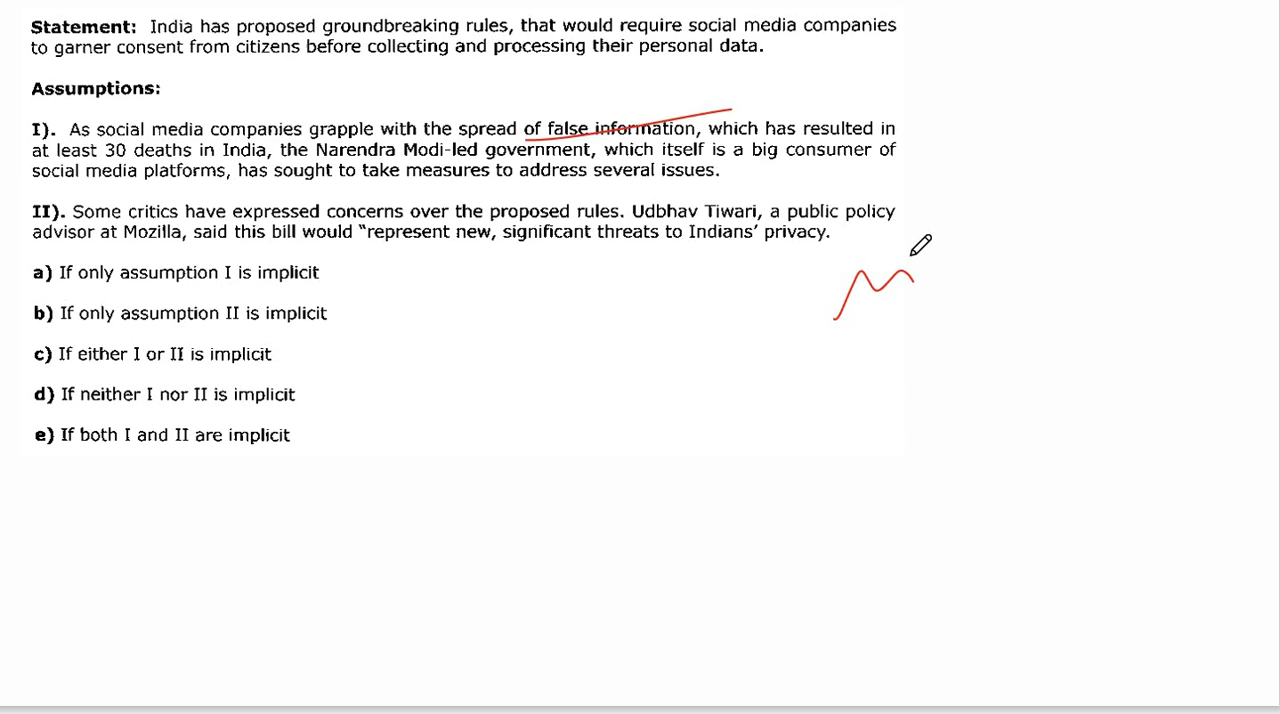 Statement: India has proposed groundbreaking rules, that would require social media companies
to garner consent from citizens before collecting and processing their personal data.
Assumptions:
I). As social media companies grapple with the spread of false information, which has resulted in
at least 30 deaths in India, the Narendra Modi-led government, which itself is a big consumer of
social media platforms, has sought to take measures to address several issues.
II). Some critics have expressed concerns over the proposed rules. Udbhav Tiwari, a public policy
advisor at Mozilla, said this bill would “represent new, significant threats to Indians’ privacy.
a) If only assumption I is implicit
b) If only assumption II is implicit
c) If either I or II is implicit
d) If neither I nor II is implicit
e) If both I and II are implicit